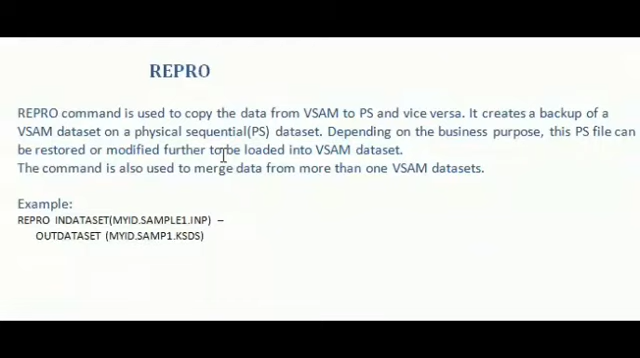 REPRO
REPRO command is used to copy the data from VSAM to PS and vice versa. It creates a backup of a
VSAM dataset on a physical sequential(PS) dataset. Depending on the business purpose, this PS file can
be restored or modified further to be loaded into VSAM dataset.
The command is also used to merge data from more than one VSAM datasets.
Example:
REPRO INDATASET(MYID.SAMPLE1.INP) –
OUTDATASET (MYID.SAMP1.KSDS)